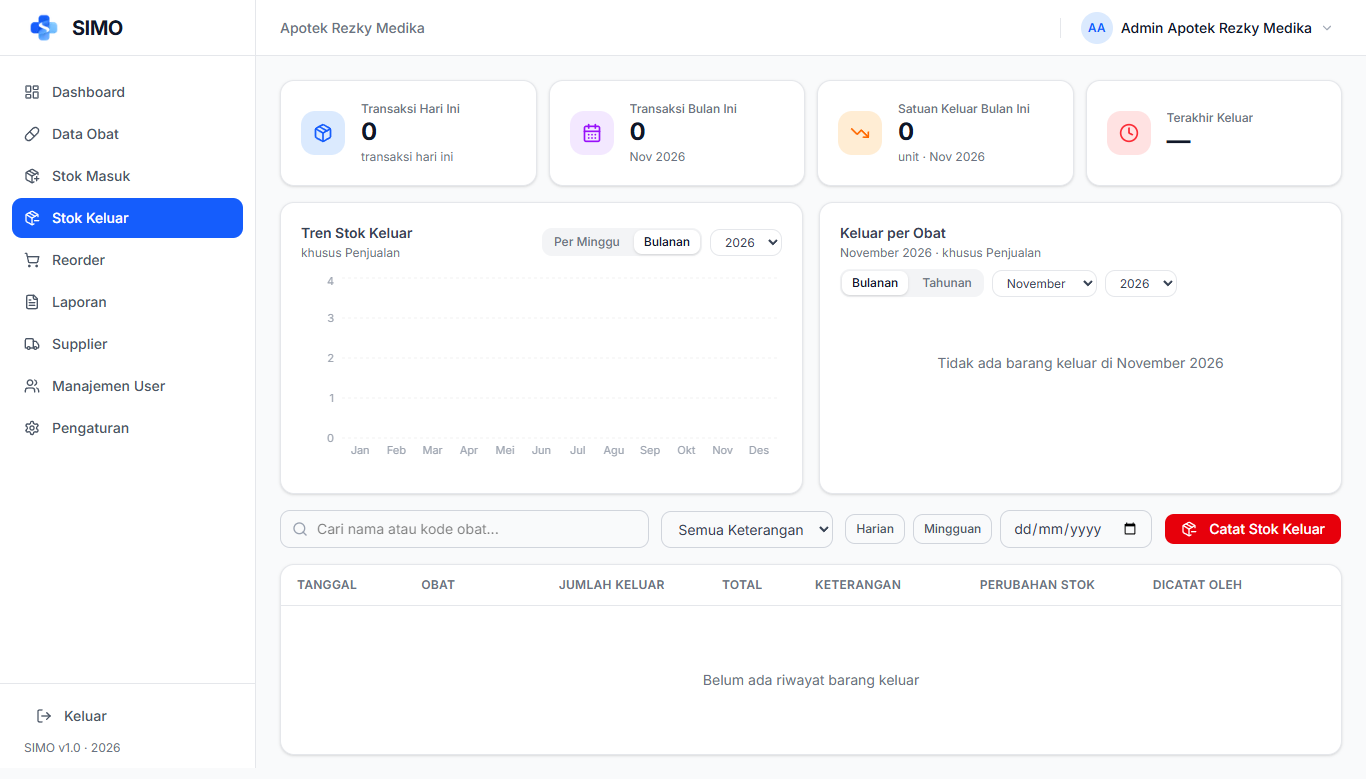 SIMO
Apotek Rezky Medika
AA
Admin Apotek Rezky Medika
Dashboard
Data Obat
Stok Masuk
Stok Keluar
Reorder
Laporan
Supplier
Manajemen User
Pengaturan
Keluar
SIMO v1.0 · 2026
Transaksi Hari Ini
0
transaksi hari ini
Transaksi Bulan Ini
0
Nov 2026
Satuan Keluar Bulan Ini
0
unit · Nov 2026
Terakhir Keluar
—
Tren Stok Keluar
khusus Penjualan
Per Minggu Bulanan 2026
4
3
2
1
0
Jan Feb Mar Apr Mei Jun Jul Agu Sep Okt Nov Des
Keluar per Obat
November 2026 · khusus Penjualan
Bulanan Tahunan November 2026
Tidak ada barang keluar di November 2026
Cari nama atau kode obat... Semua Keterangan Harian Mingguan dd/mm/yyyy Catat Stok Keluar
TANGGAL OBAT JUMLAH KELUAR TOTAL KETERANGAN PERUBAHAN STOK DICATAT OLEH
Belum ada riwayat barang keluar